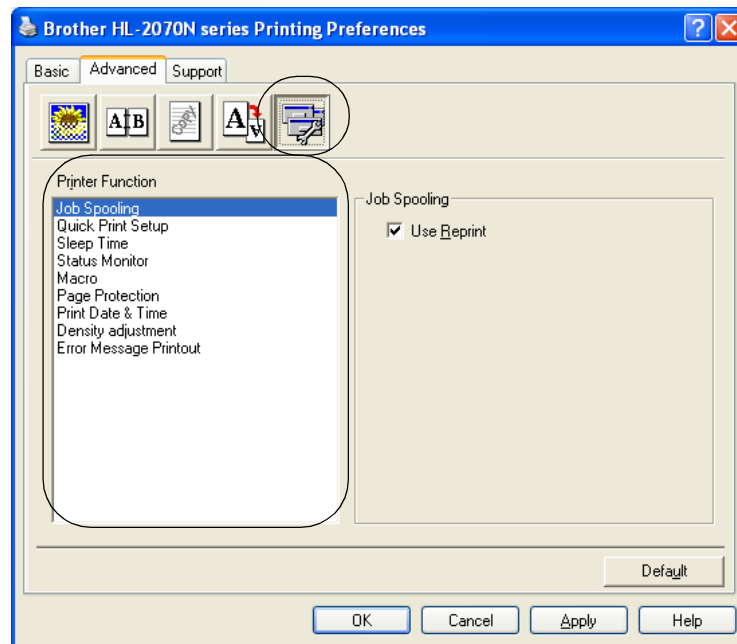 Brother HL-2070N series Printing Preferences
Basic Advanced Support
A B Copy A A
Printer Function
Job Spooling
Quick Print Setup
Sleep Time
Status Monitor
Macro
Page Protection
Print Date & Time
Density adjustment
Error Message Printout
Job Spooling
Use Reprint
Default
OK Cancel Apply Help